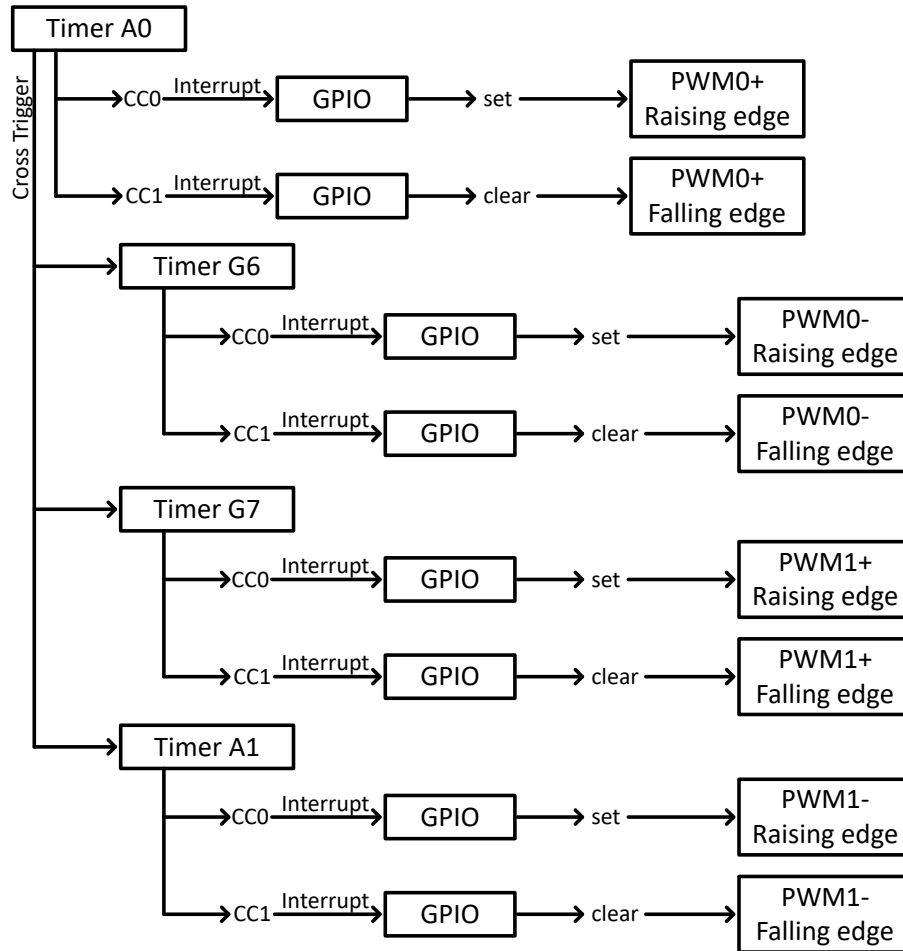 Timer A0
Cross Trigger
CC0
Interrupt
GPIO
set
PWM0+
Raising edge
CC1
Interrupt
GPIO
clear
PWM0+
Falling edge
Timer G6
CC0
Interrupt
GPIO
set
PWM0-
Raising edge
CC1
Interrupt
GPIO
clear
PWM0-
Falling edge
Timer G7
CC0
Interrupt
GPIO
set
PWM1+
Raising edge
CC1
Interrupt
GPIO
clear
PWM1+
Falling edge
Timer A1
CC0
Interrupt
GPIO
set
PWM1-
Raising edge
CC1
Interrupt
GPIO
clear
PWM1-
Falling edge